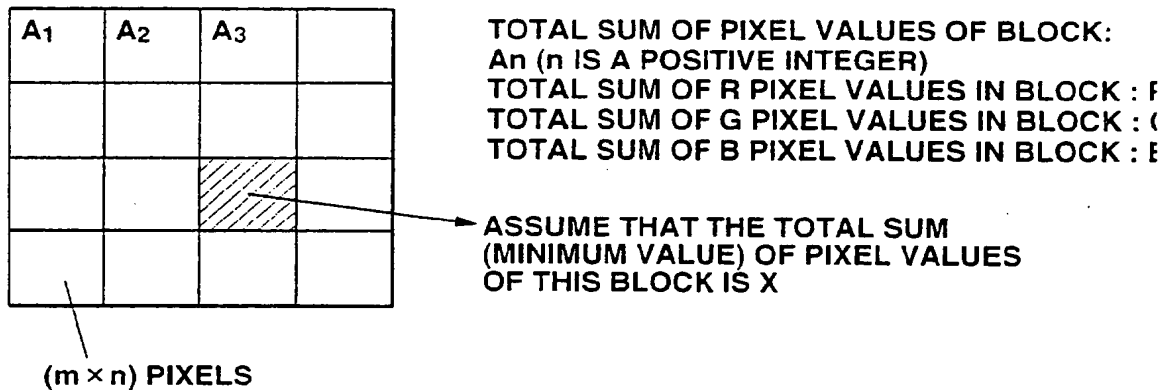 A1 A2 A3
TOTAL SUM OF PIXEL VALUES OF BLOCK:
An (n IS A POSITIVE INTEGER)
TOTAL SUM OF R PIXEL VALUES IN BLOCK :
TOTAL SUM OF G PIXEL VALUES IN BLOCK :
TOTAL SUM OF B PIXEL VALUES IN BLOCK :
ASSUME THAT THE TOTAL SUM
(MINIMUM VALUE) OF PIXEL VALUES
OF THIS BLOCK IS X
(m × n) PIXELS